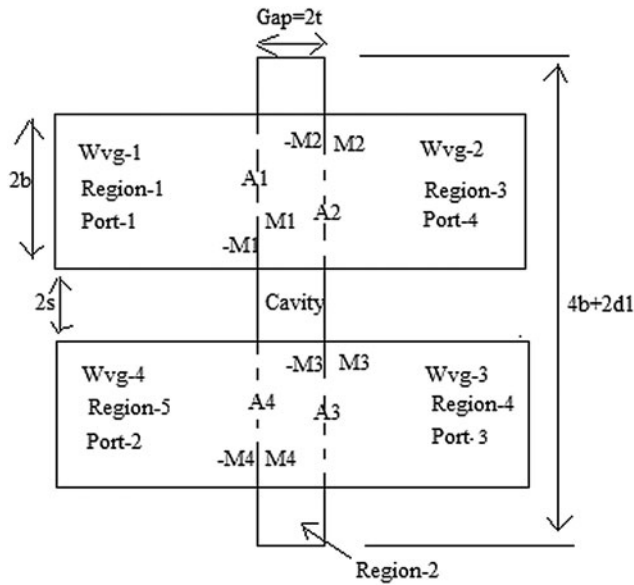 Gap=2t
2b
Wvg-1
Region-1
Port-1
A1
-M1
M1
-M2
M2
A2
Wvg-2
Region-3
Port-4
2s
Cavity
4b+2d1
Wvg-4
Region-5
Port-2
A4
-M4
M4
-M3
M3
A3
Wvg-3
Region-4
Port-3
Region-2